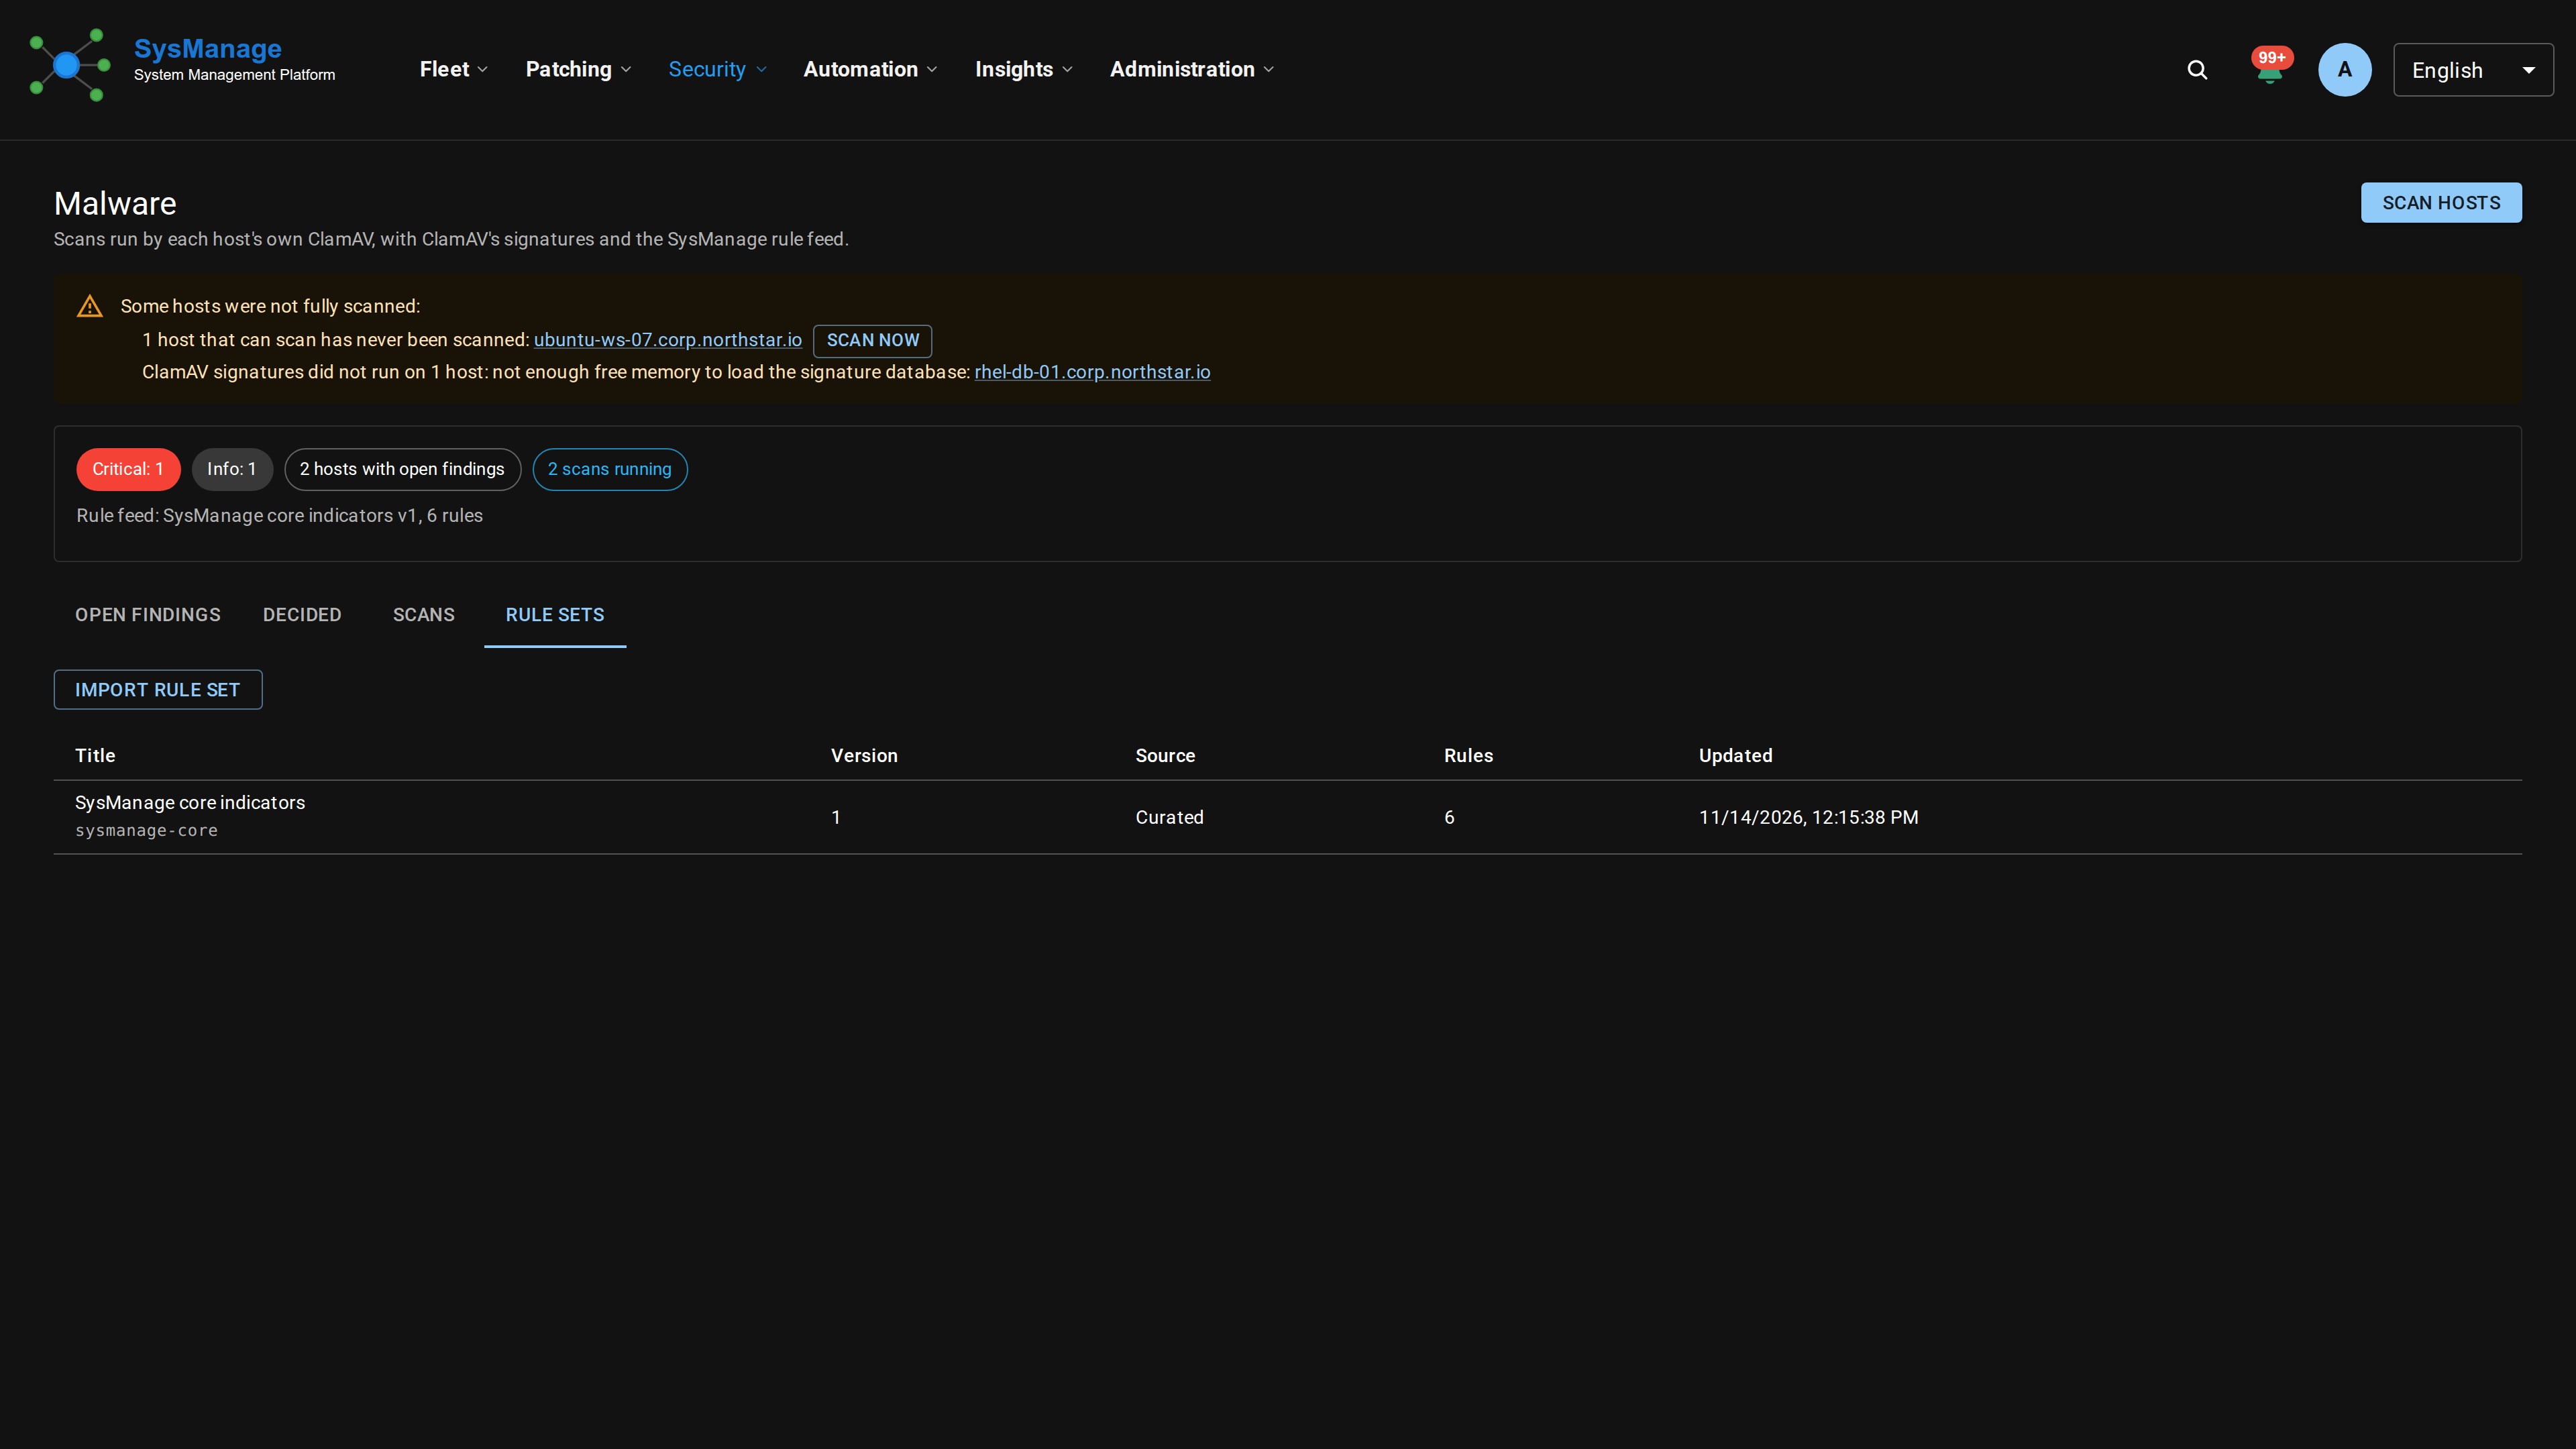 SysManage
System Management Platform
Fleet
Patching
Security
Automation
Insights
Administration
99+
A
English
Malware
SCAN HOSTS
Scans run by each host's own ClamAV, with ClamAV's signatures and the SysManage rule feed.
Some hosts were not fully scanned:
1 host that can scan has never been scanned: ubuntu-ws-07.corp.northstar.io SCAN NOW
ClamAV signatures did not run on 1 host: not enough free memory to load the signature database: rhel-db-01.corp.northstar.io
Critical: 1
Info: 1
2 hosts with open findings
2 scans running
Rule feed: SysManage core indicators v1, 6 rules
OPEN FINDINGS
DECIDED
SCANS
RULE SETS
IMPORT RULE SET
Title Version Source Rules Updated
SysManage core indicators
sysmanage-core
1 Curated 6 11/14/2026, 12:15:38 PM